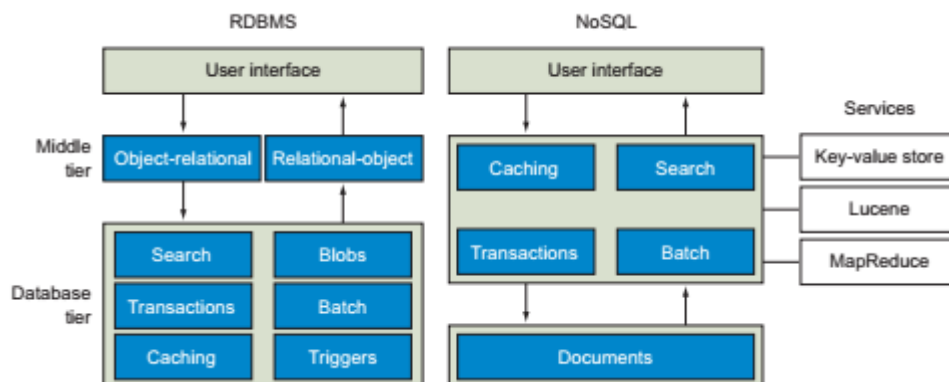 RDBMS
NoSQL
User interface
User interface
Services
Middle
tier
Object-relational
Relational-object
Caching
Search
Key-value store
Lucene
Transactions
Batch
MapReduce
Database
tier
Search
Blobs
Transactions
Batch
Caching
Triggers
Documents